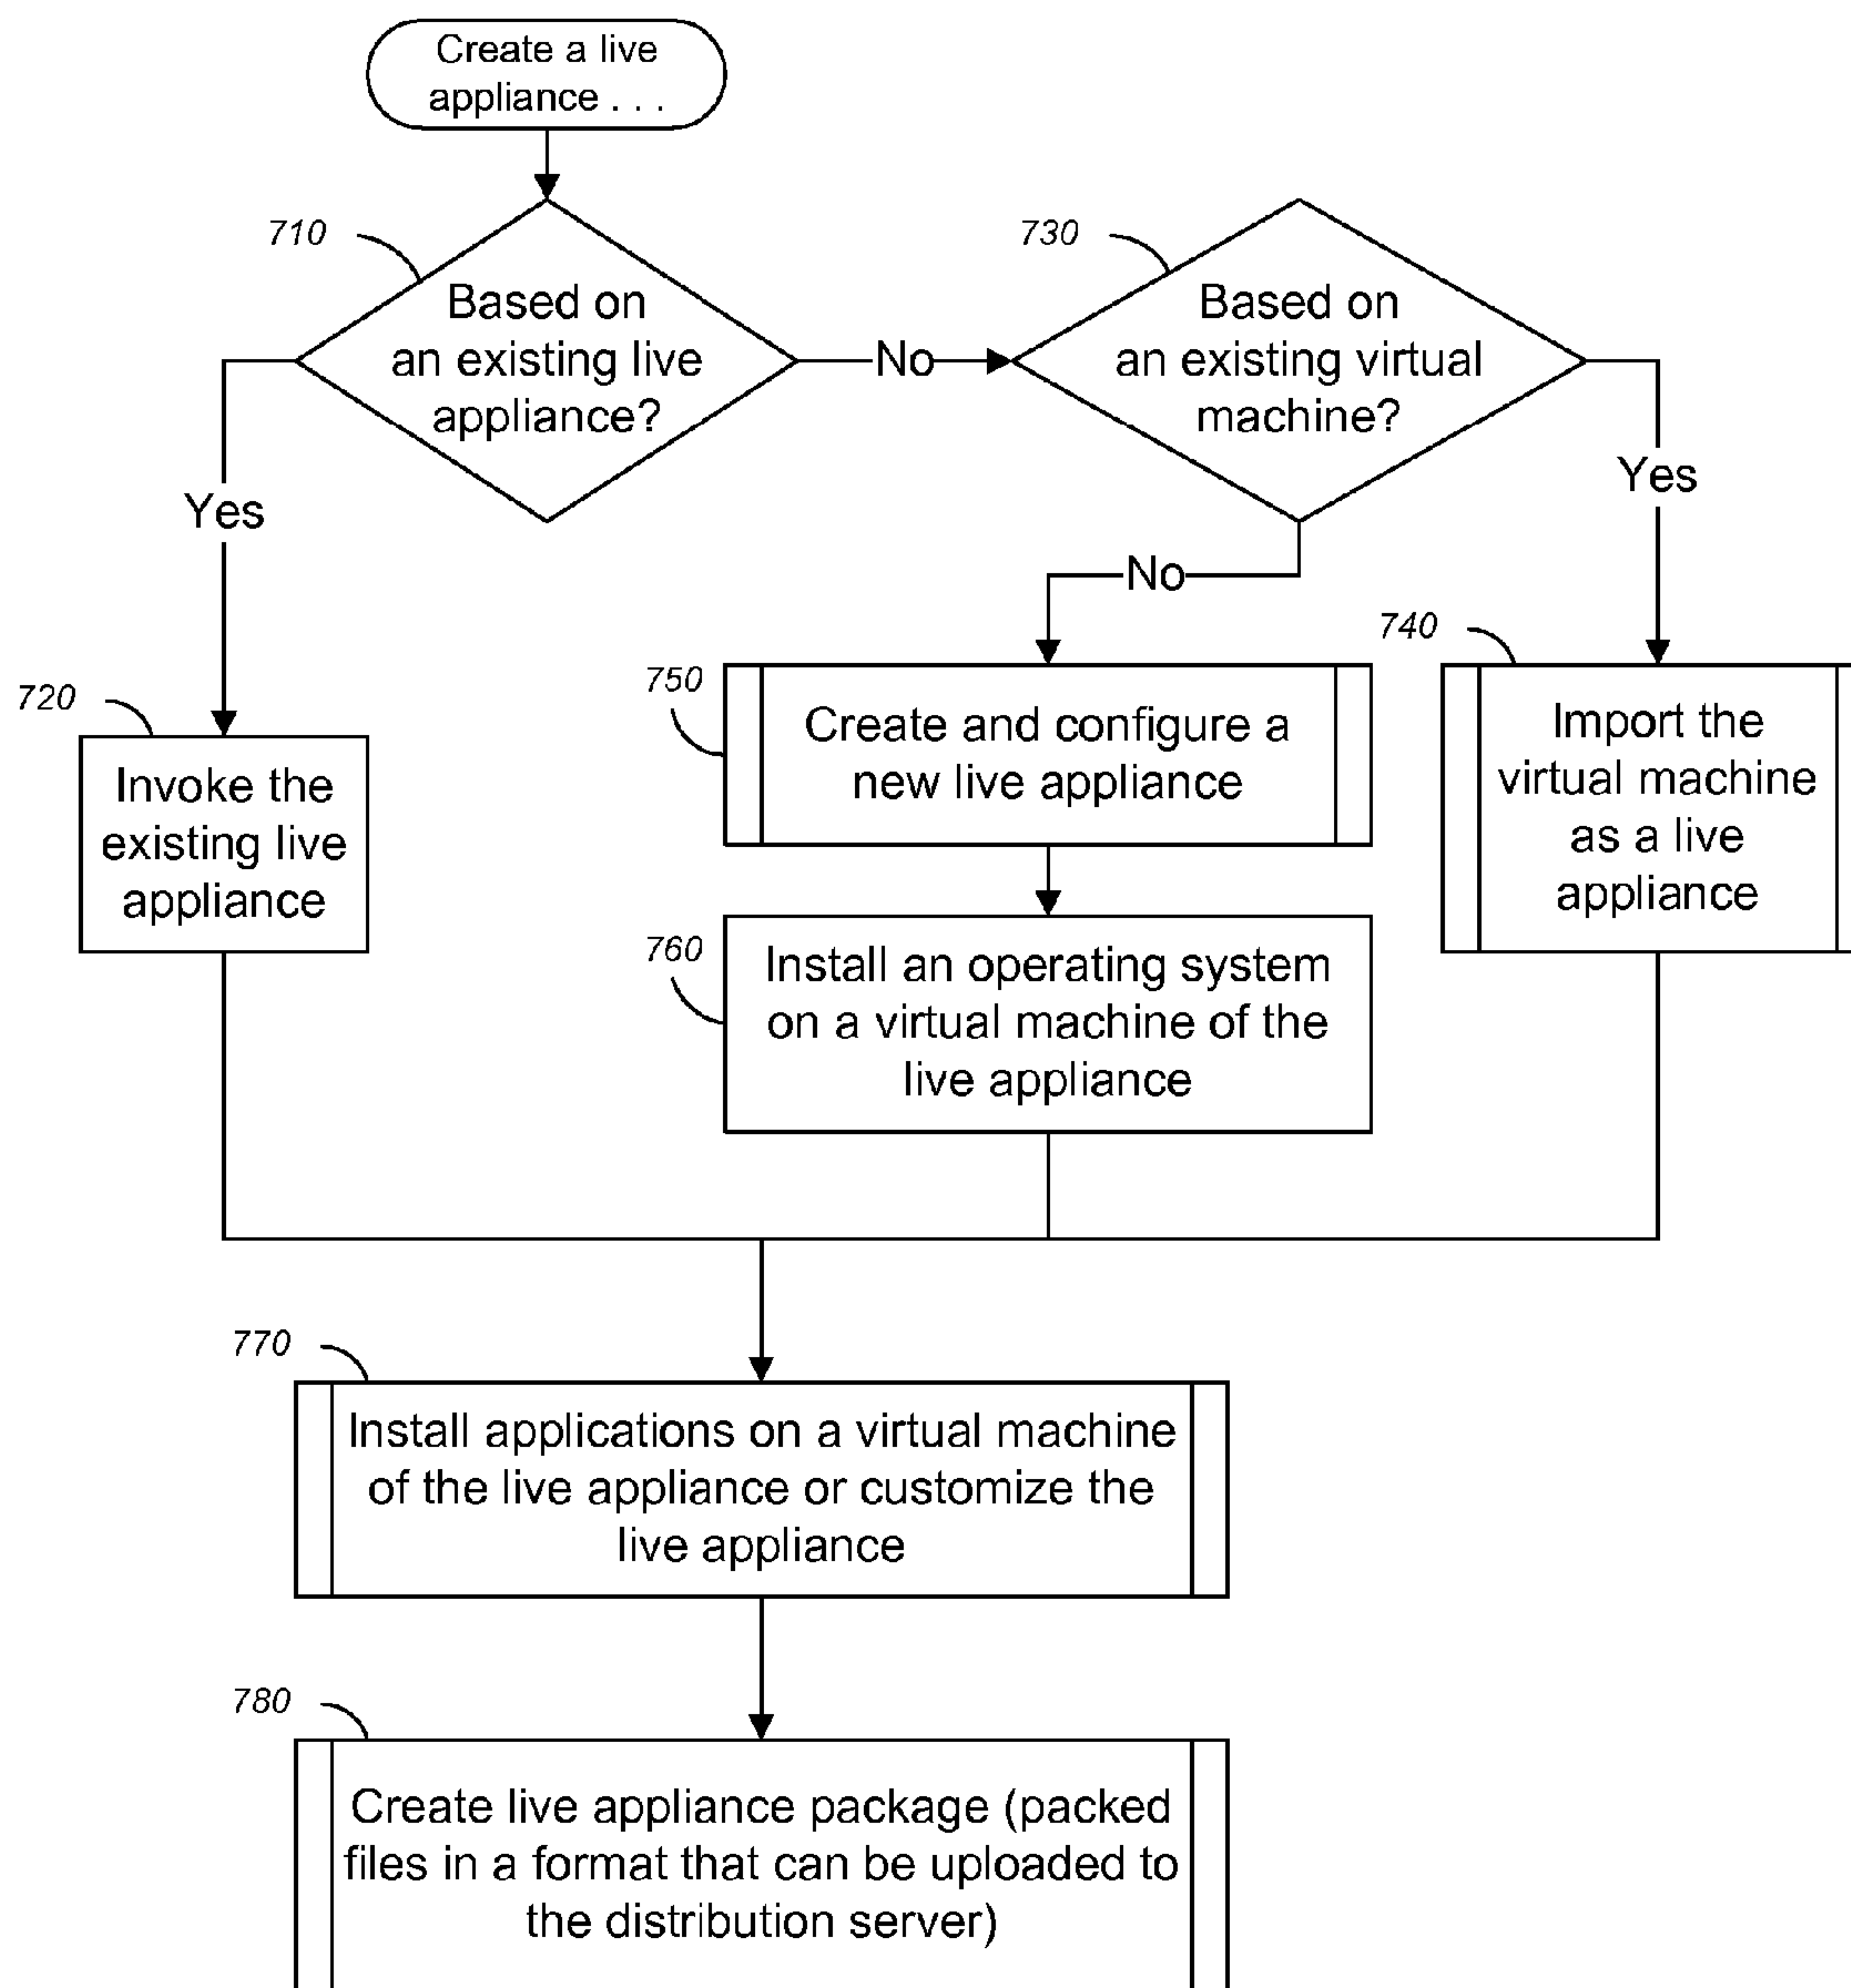 Create a live
appliance . . .
710
Based on
an existing live
appliance?
No
730
Based on
an existing virtual
machine?
Yes
Yes
No
720
Invoke the
existing live
appliance
750
Create and configure a
new live appliance
740
Import the
virtual machine
as a live
appliance
760
Install an operating system
on a virtual machine of the
live appliance
770
Install applications on a virtual machine
of the live appliance or customize the
live appliance
780
Create live appliance package (packed
files in a format that can be uploaded to
the distribution server)